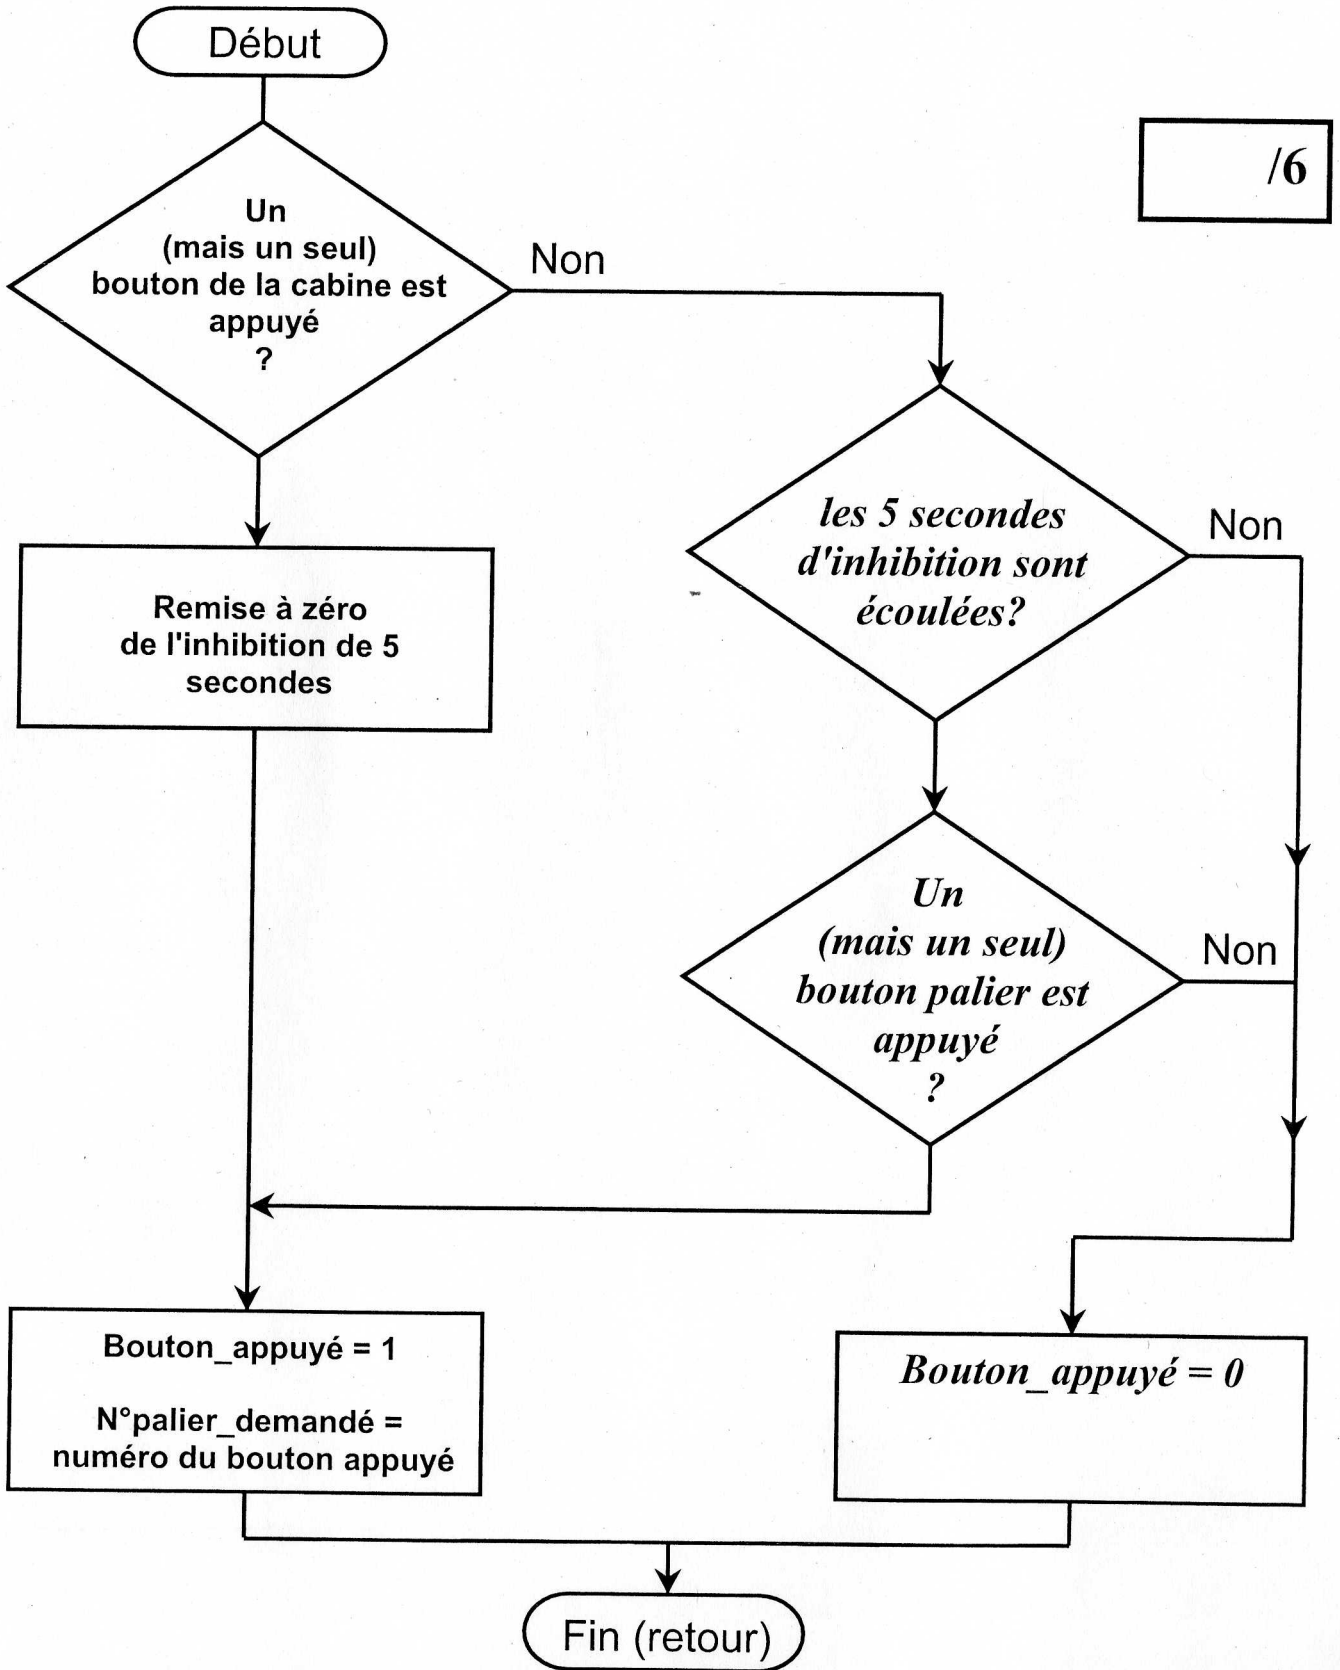 Début
/6
Un
(mais un seul)
bouton de la cabine est
appuyé
?
Non
les 5 secondes
d'inhibition sont
écoulées?
Non
Remise à zéro
de l'inhibition de 5
secondes
Un
(mais un seul)
bouton palier est
appuyé
?
Non
Bouton_appuyé = 1
N°palier_demandé =
numéro du bouton appuyé
Bouton_appuyé = 0
Fin (retour)